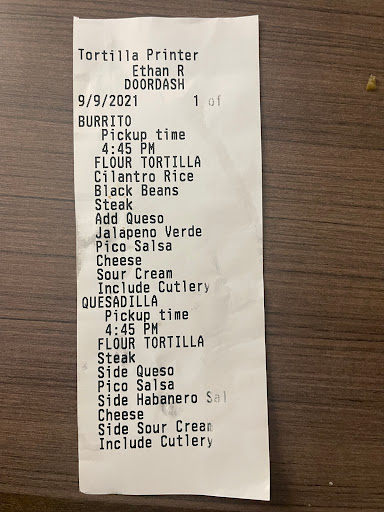 Tortilla Printer
Ethan R
DOORDASH
9/9/2021 1 of
BURRITO
Pickup time
4:45 PM
FLOUR TORTILLA
Cilantro Rice
Black Beans
Steak
Add Queso
Jalapeno Verde
Pico Salsa
Cheese
Sour Cream
Include Cutlery
QUESADILLA
Pickup time
4:45 PM
FLOUR TORTILLA
Steak
Side Queso
Pico Salsa
Side Habanero Sal
Cheese
Side Sour Cream
Include Cutlery